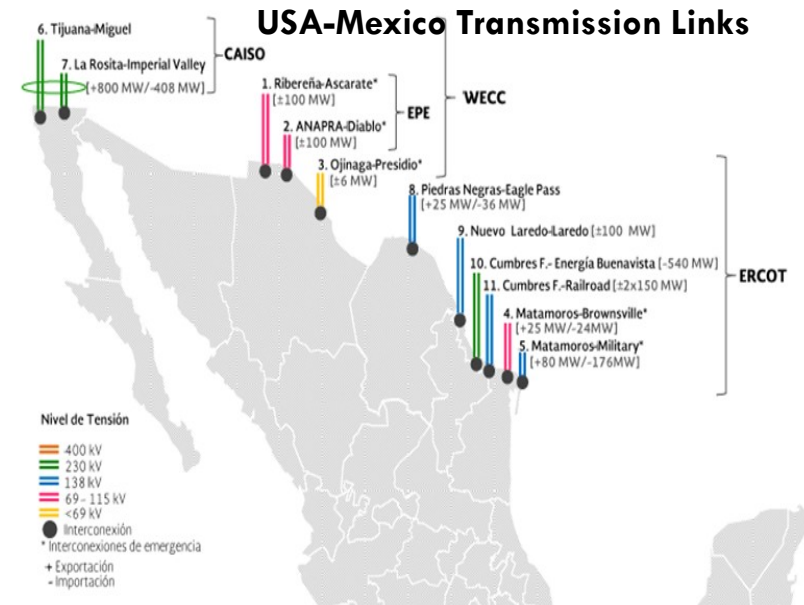 USA-Mexico Transmission Links
6. Tijuana-Miguel
7. La Rosita-Imperial Valley
[+800 MW/-408 MW]
CAISO
1. Ribereña-Ascarate*
[±100 MW]
2. ANAPRA-Diablo*
[±100 MW]
EPE
WECC
3. Ojinaga-Presidio*
[±6 MW]
8. Piedras Negras-Eagle Pass
[+25 MW/-36 MW]
9. Nuevo Laredo-Laredo [±100 MW]
10. Cumbres F.- Energía Buenavista [-540 MW]
11. Cumbres F.-Railroad [±2x150 MW]
4. Matamoros-Brownsville*
[+25 MW/-24MW]
5. Matamoros-Military*
[+80 MW/-176MW]
ERCOT
Nivel de Tensión
400 kV
230 kV
138 kV
69 - 115 kV
<69 kV
Interconexión
* Interconexiones de emergencia
+ Exportación
- Importación